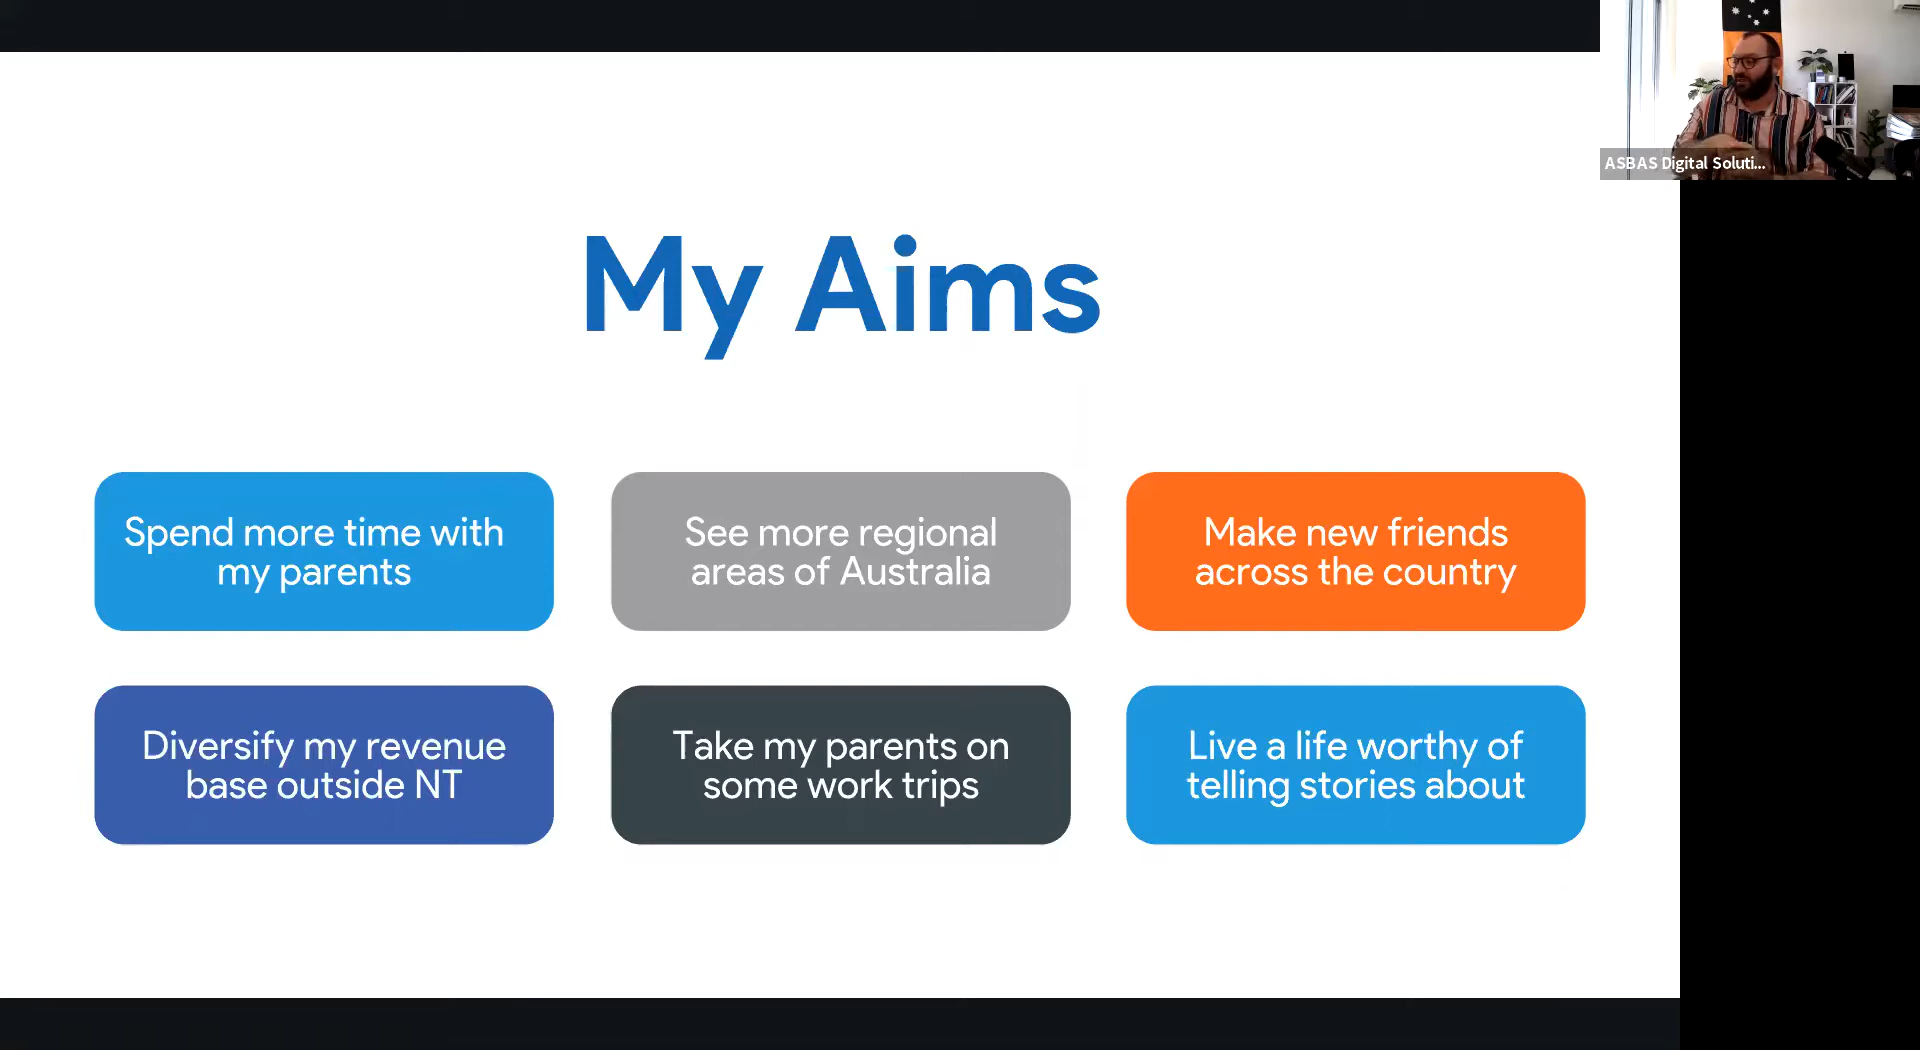 ASBAS Digital Soluti...
My Aims
Spend more time with
my parents
See more regional
areas of Australia
Make new friends
across the country
Diversify my revenue
base outside NT
Take my parents on
some work trips
Live a life worthy of
telling stories about